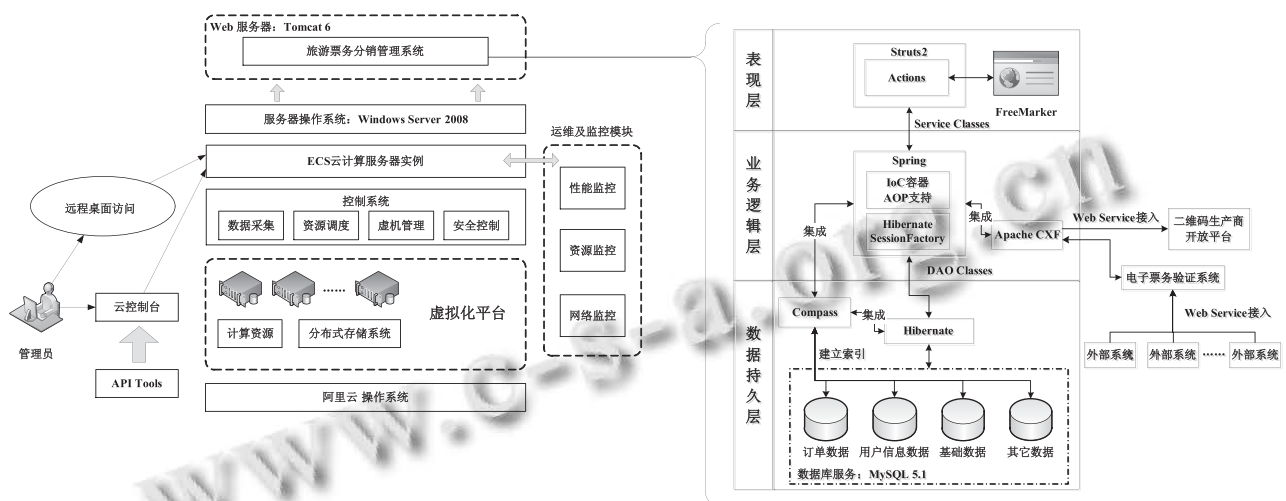 Web 服务器：Tomcat 6
旅游票务分销管理系统
服务器操作系统：Windows Server 2008
运维及监控模块
ECS云计算服务器实例
远程桌面访问
控制系统
数据采集
资源调度
虚机管理
安全控制
性能监控
资源监控
网络监控
······
虚拟化平台
计算资源
分布式存储系统
管理员
云控制台
API Tools
阿里云 操作系统
表现层
Struts2
Actions
FreeMarker
Service Classes
业务逻辑层
Spring
IoC容器
AOP支持
Hibernate
SessionFactory
集成
集成
Apache CXF
Web Service接入
二维码生产商
开放平台
DAO Classes
电子票务验证系统
Web Service接入
外部系统
外部系统
······
外部系统
数据持久层
Compass
集成
Hibernate
建立索引
订单数据
用户信息数据
基础数据
其它数据
数据库服务：MySQL 5.1
www.c-s-a.org.cn